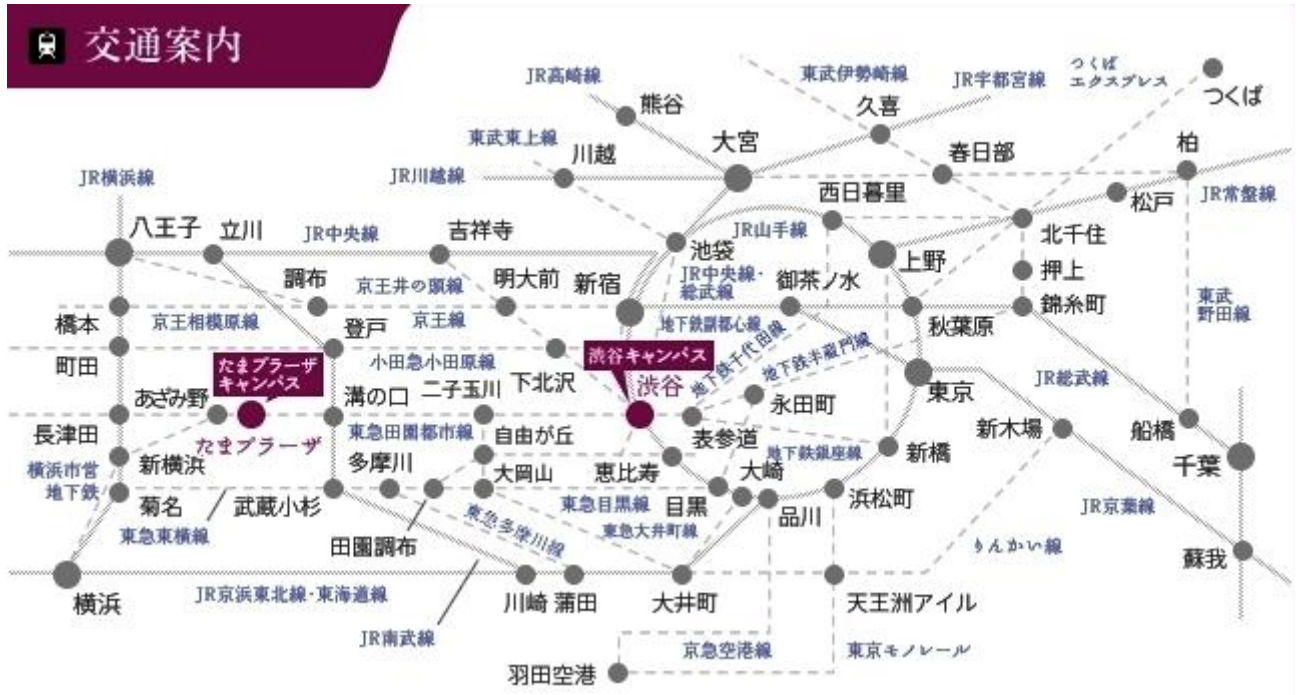 交通案内
JR高崎線
熊谷
東武伊勢崎線
久喜
JR宇都宮線
つくば
エクスプレス
つくば
東武東上線
川越
大宮
春日部
柏
JR横浜線
JR川越線
西日暮里
松戸
JR常盤線
八王子
立川
JR中央線
吉祥寺
池袋
JR山手線
上野
北千住
調布
京王井の頭線
明大前
新宿
JR中央線・
総武線
御茶ノ水
押上
橋本
京王相模原線
登戸
京王線
地下鉄副都心線
秋葉原
錦糸町
東武
野田線
町田
たまプラーザ
キャンパス
小田急小田原線
下北沢
渋谷キャンパス
渋谷
地下鉄千代田線
地下鉄半蔵門線
東京
JR総武線
あざみ野
溝の口
二子玉川
永田町
長津田
たまプラーザ
東急田園都市線
自由が丘
表参道
新木場
船橋
横浜市営
地下鉄
新横浜
多摩川
大岡山
恵比寿
大崎
地下鉄銀座線
新橋
千葉
菊名
武蔵小杉
東急目黒線
目黒
品川
浜松町
JR京葉線
東急東横線
田園調布
東急多摩川線
東急大井町線
りんかい線
蘇我
横浜
JR京浜東北線・東海道線
川崎
蒲田
大井町
天王洲アイル
JR南武線
羽田空港
京急空港線
東京モノレール